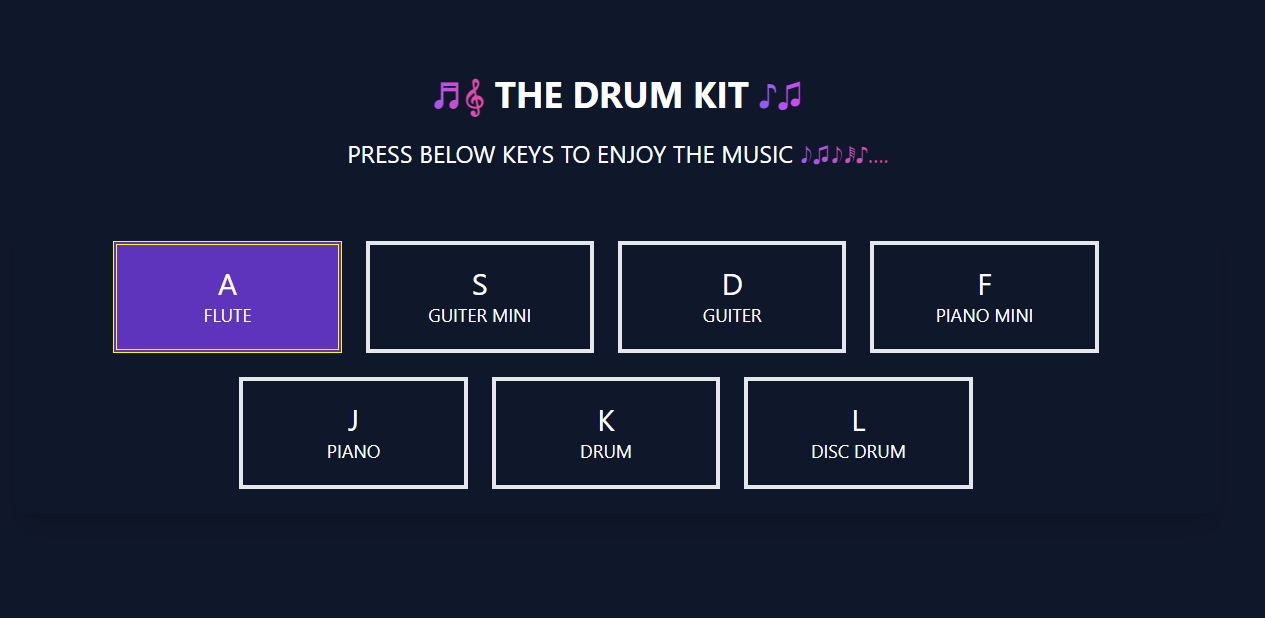 🎜🎝 THE DRUM KIT ♪♫
PRESS BELOW KEYS TO ENJOY THE MUSIC ♪♫♪....
A
FLUTE
S
GUITER MINI
D
GUITER
F
PIANO MINI
J
PIANO
K
DRUM
L
DISC DRUM